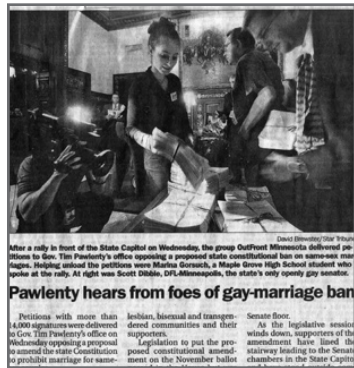 David Brewster/Star Tribune
After a rally in front of the State Capitol on Wednesday, the group OutFront Minnesota delivered pe-
titions to Gov. Tim Pawlenty's office opposing a proposed state constitutional ban on same-sex mar-
riages. Helping unload the petitions were Marina Gorsuch, a Maple Grove High School student who
spoke at the rally. At right was Scott Dibble, DFL-Minneapolis, the state's only openly gay senator.
Pawlenty hears from foes of gay-marriage ban
Petitions with more than
14,000 signatures were delivered
to Gov. Tim Pawlenty's office on
Wednesday opposing a proposal
to amend the state Constitution
to prohibit marriage for same-
lesbian, bisexual and transgen-
dered communities and their
supporters.
Legislation to put the pro-
posed constitutional amend-
ment on the November ballot
Senate floor.
As the legislative session
winds down, supporters of the
amendment have lined the
stairway leading to the Senate
chambers in the State Capitol